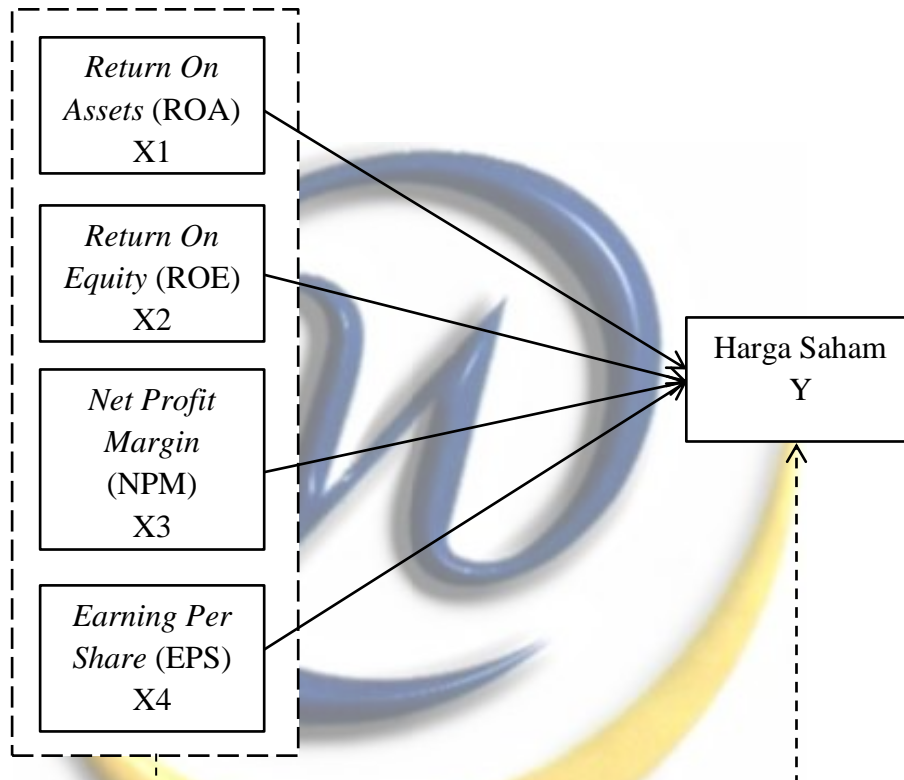 Return On
Assets (ROA)
X1
Return On
Equity (ROE)
X2
Net Profit
Margin
(NPM)
X3
Earning Per
Share (EPS)
X4
Harga Saham
Y